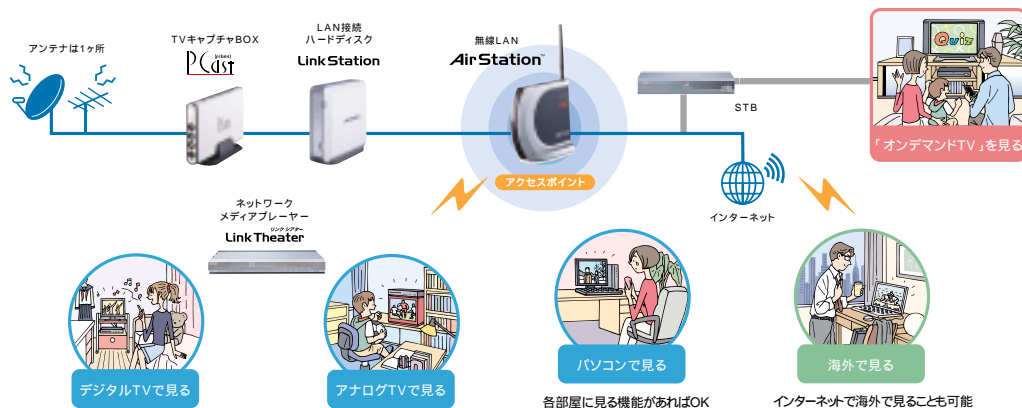 アンテナは1ヶ所
TVキャプチャBOX
PCast
LAN接続
ハードディスク
LinkStation
無線LAN
AirStation™
アクセスポイント
STB
Quiz
「オンデマンドTV」を見る
インターネット
ネットワーク
メディアプレーヤー
リンク シアター
LinkTheater
デジタルTVで見る
アナログTVで見る
パソコンで見る
海外で見る
各部屋に見る機能があればOK
インターネットで海外で見ることも可能